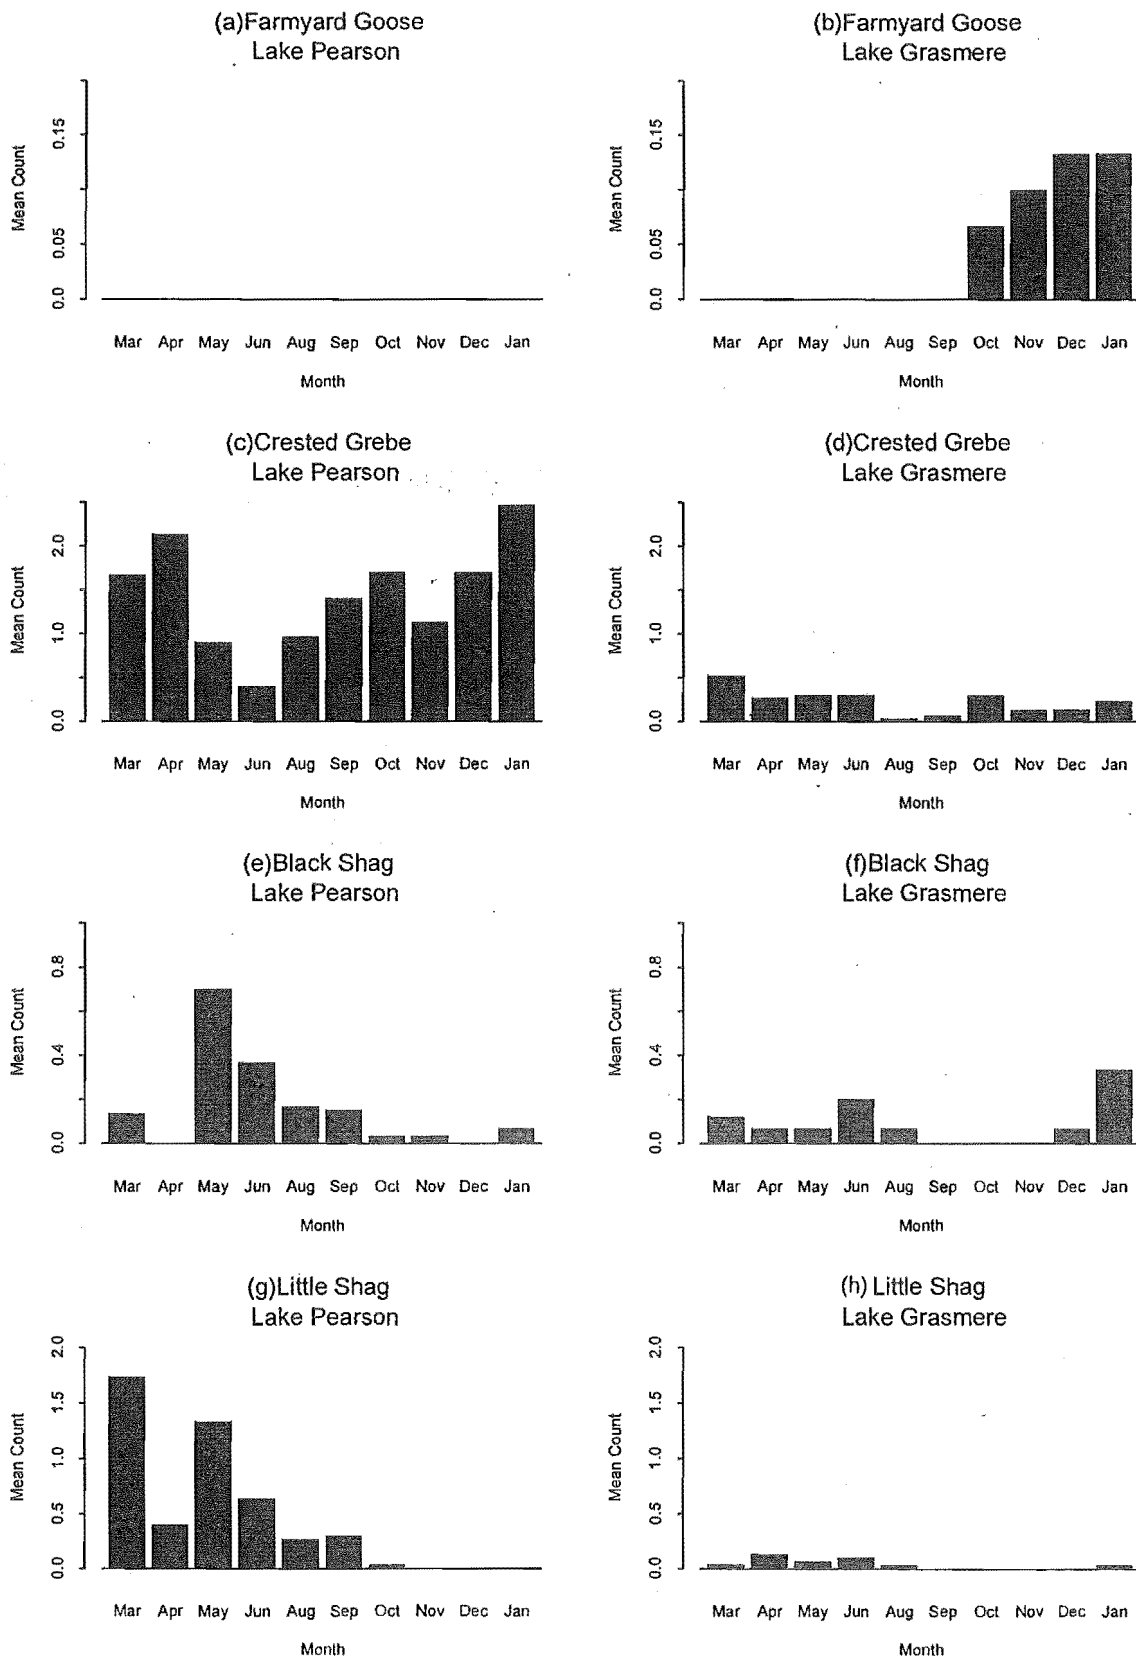 (a)Farmyard Goose
Lake Pearson
Mean Count
0.15
0.05
0.0
Mar Apr May Jun Aug Sep Oct Nov Dec Jan
Month
(b)Farmyard Goose
Lake Grasmere
Mean Count
0.15
0.05
0.0
Mar Apr May Jun Aug Sep Oct Nov Dec Jan
Month
(c)Crested Grebe
Lake Pearson
Mean Count
2.0
1.0
0.0
Mar Apr May Jun Aug Sep Oct Nov Dec Jan
Month
(d)Crested Grebe
Lake Grasmere
Mean Count
2.0
1.0
0.0
Mar Apr May Jun Aug Sep Oct Nov Dec Jan
Month
(e)Black Shag
Lake Pearson
Mean Count
0.8
0.4
0.0
Mar Apr May Jun Aug Sep Oct Nov Dec Jan
Month
(f)Black Shag
Lake Grasmere
Mean Count
0.8
0.4
0.0
Mar Apr May Jun Aug Sep Oct Nov Dec Jan
Month
(g)Little Shag
Lake Pearson
Mean Count
2.0
1.5
1.0
0.5
0.0
Mar Apr May Jun Aug Sep Oct Nov Dec Jan
Month
(h) Little Shag
Lake Grasmere
Mean Count
2.0
1.5
1.0
0.5
0.0
Mar Apr May Jun Aug Sep Oct Nov Dec Jan
Month